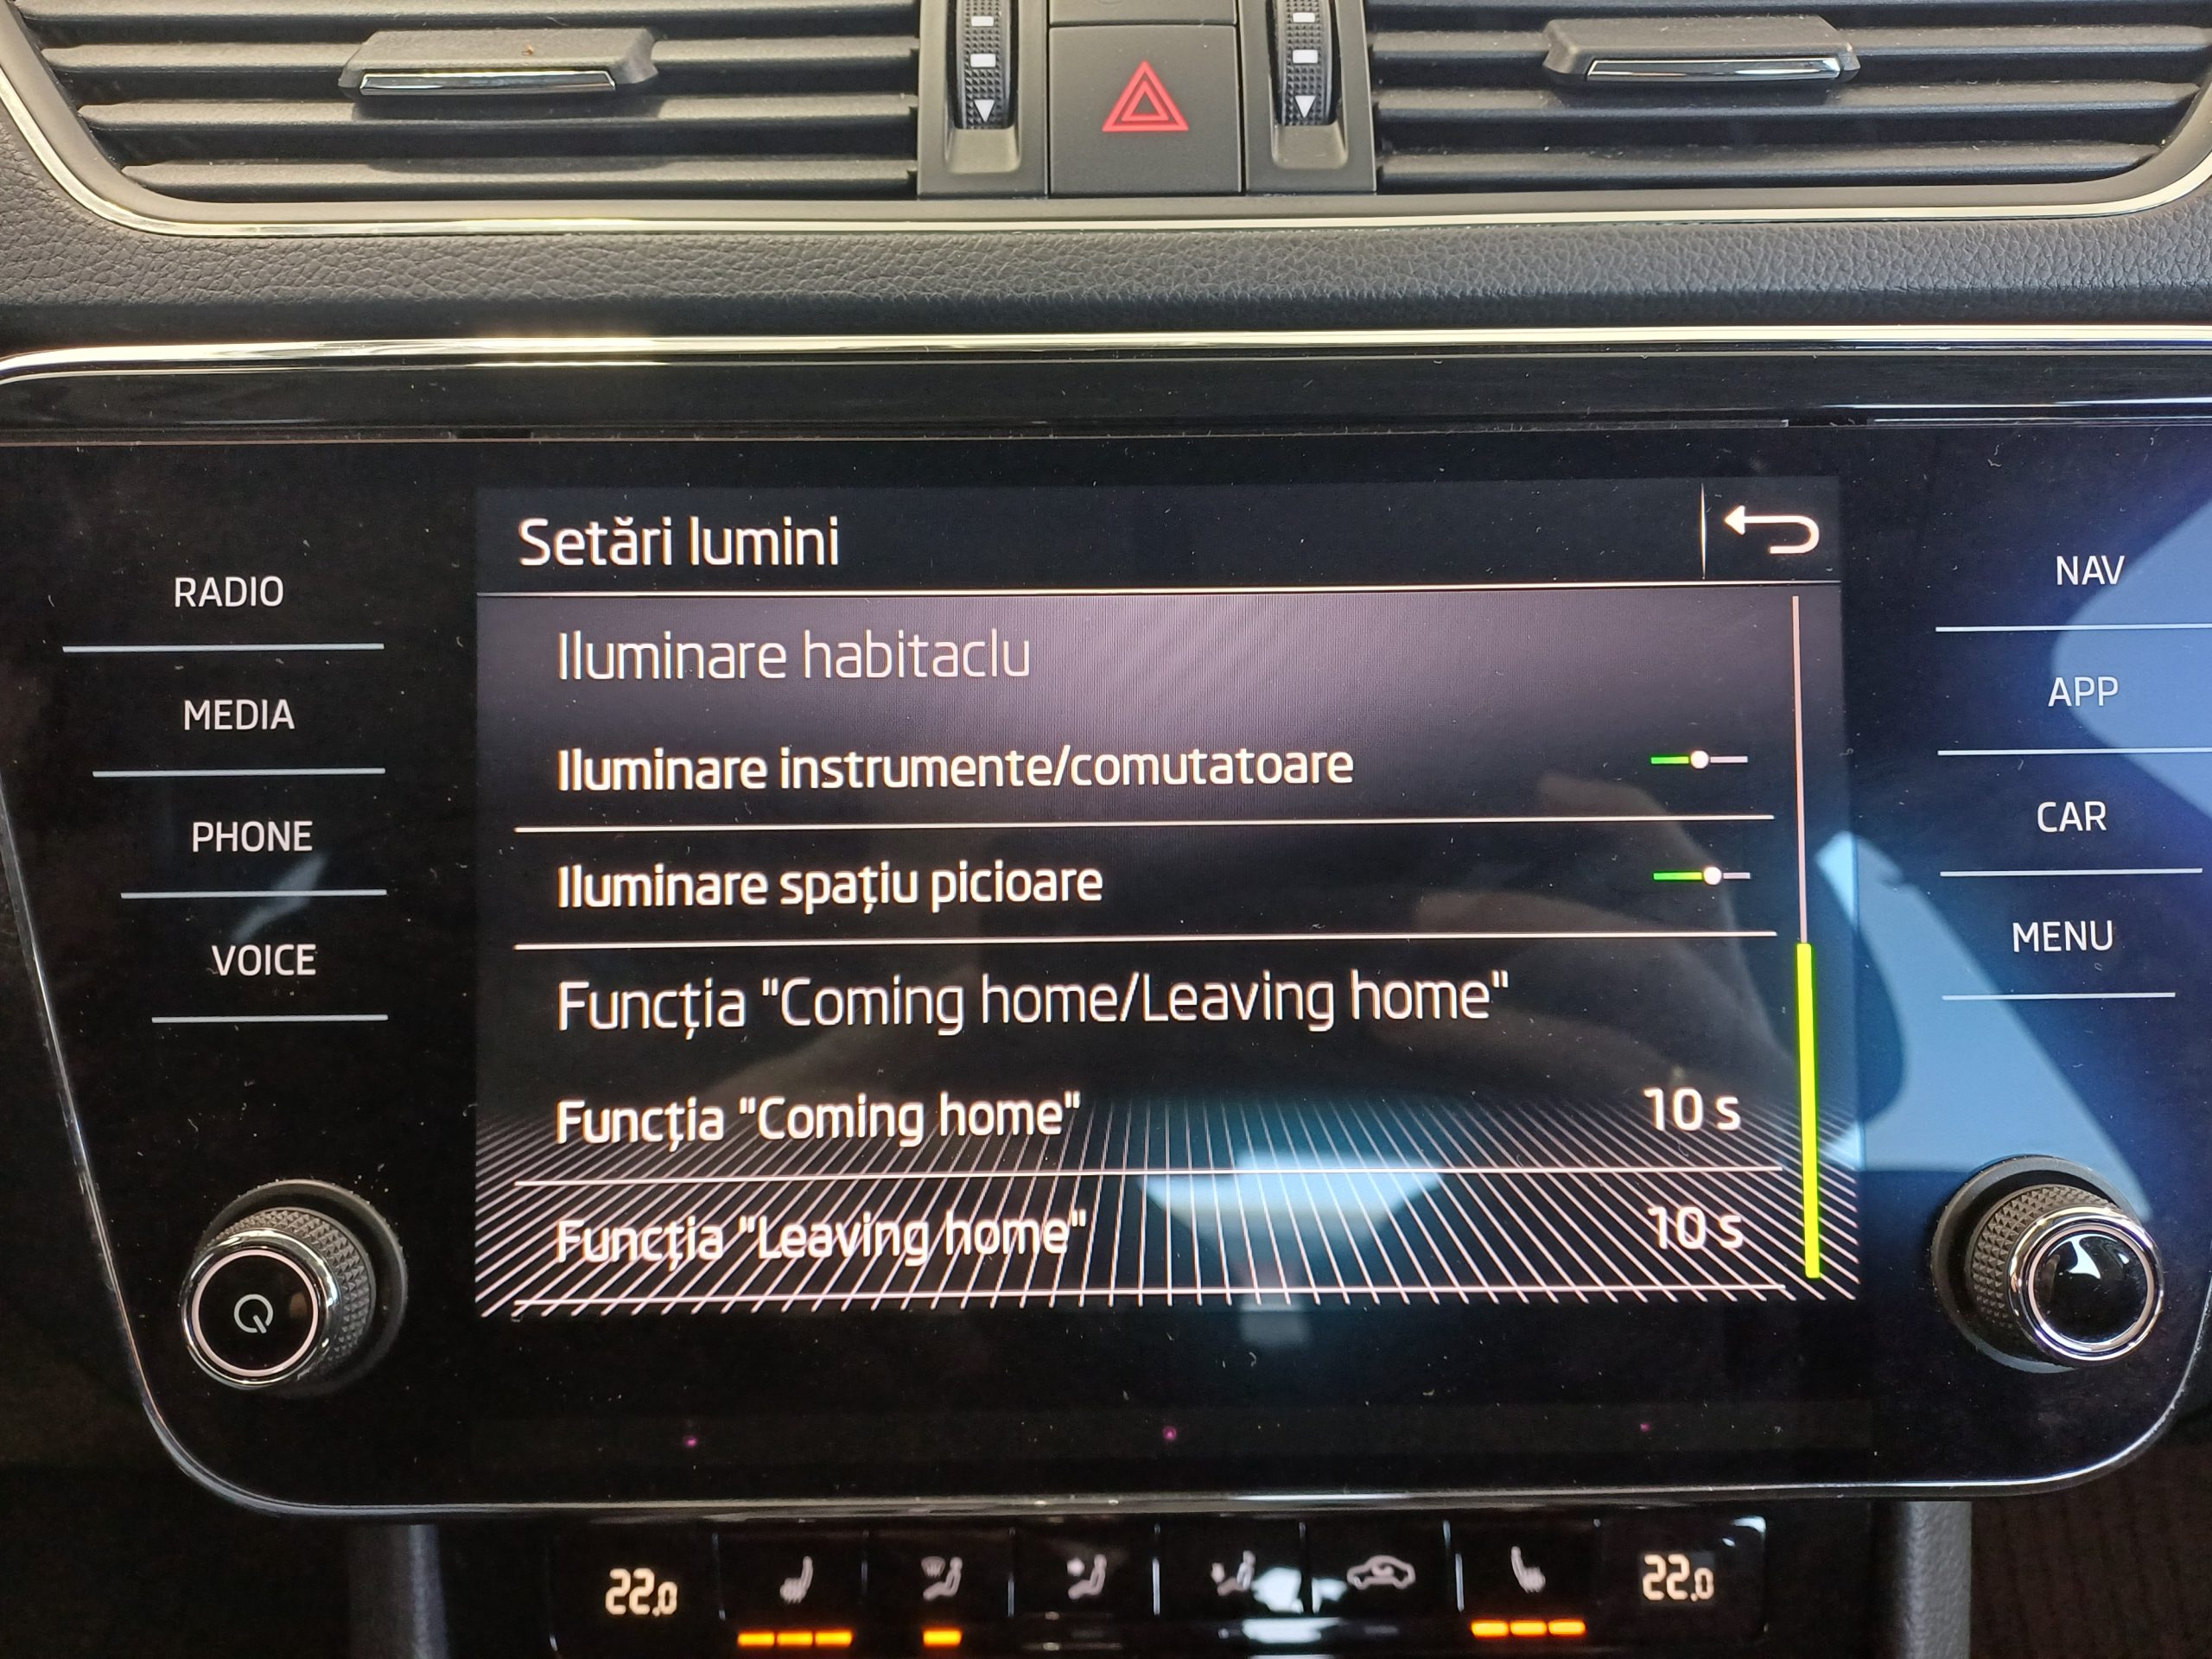 Setări lumini
Iluminare habitaclu
Iluminare instrumente/comutatoare
Iluminare spațiu picioare
Funcția "Coming home/Leaving home"
Funcția "Coming home" 10 s
Funcția "Leaving home" 10 s
RADIO
MEDIA
PHONE
VOICE
NAV
APP
CAR
MENU
22.0
22.0